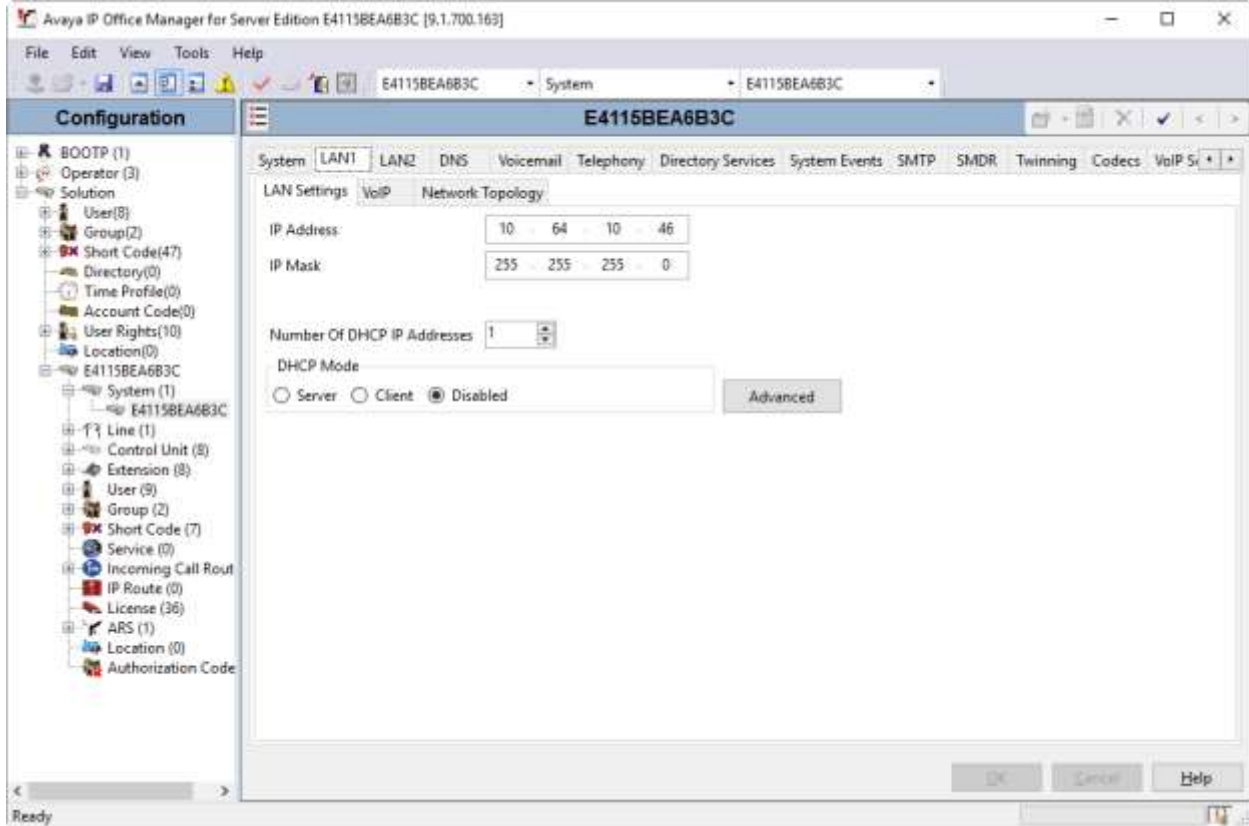 Avaya IP Office Manager for Server Edition E4115BEA6B3C [9.1.700.163]
File Edit View Tools Help
E4115BEA6B3C System E4115BEA6B3C
Configuration
E4115BEA6B3C
BOOTP (1)
Operator (3)
Solution
User(8)
Group(2)
Short Code(47)
Directory(0)
Time Profile(0)
Account Code(0)
User Rights(10)
Location(0)
E4115BEA6B3C
System (1)
E4115BEA6B3C
Line (1)
Control Unit (8)
Extension (8)
User (9)
Group (2)
Short Code (7)
Service (0)
Incoming Call Rout
IP Route (0)
License (36)
ARS (1)
Location (0)
Authorization Code
System LAN1 LAN2 DNS Voicemail Telephony Directory Services System Events SMTP SMDR Twinning Codecs VoIP Se
LAN Settings VoIP Network Topology
IP Address 10 . 64 . 10 . 46
IP Mask 255 . 255 . 255 . 0
Number Of DHCP IP Addresses 1
DHCP Mode
Server Client Disabled
Advanced
OK Cancel Help
Ready